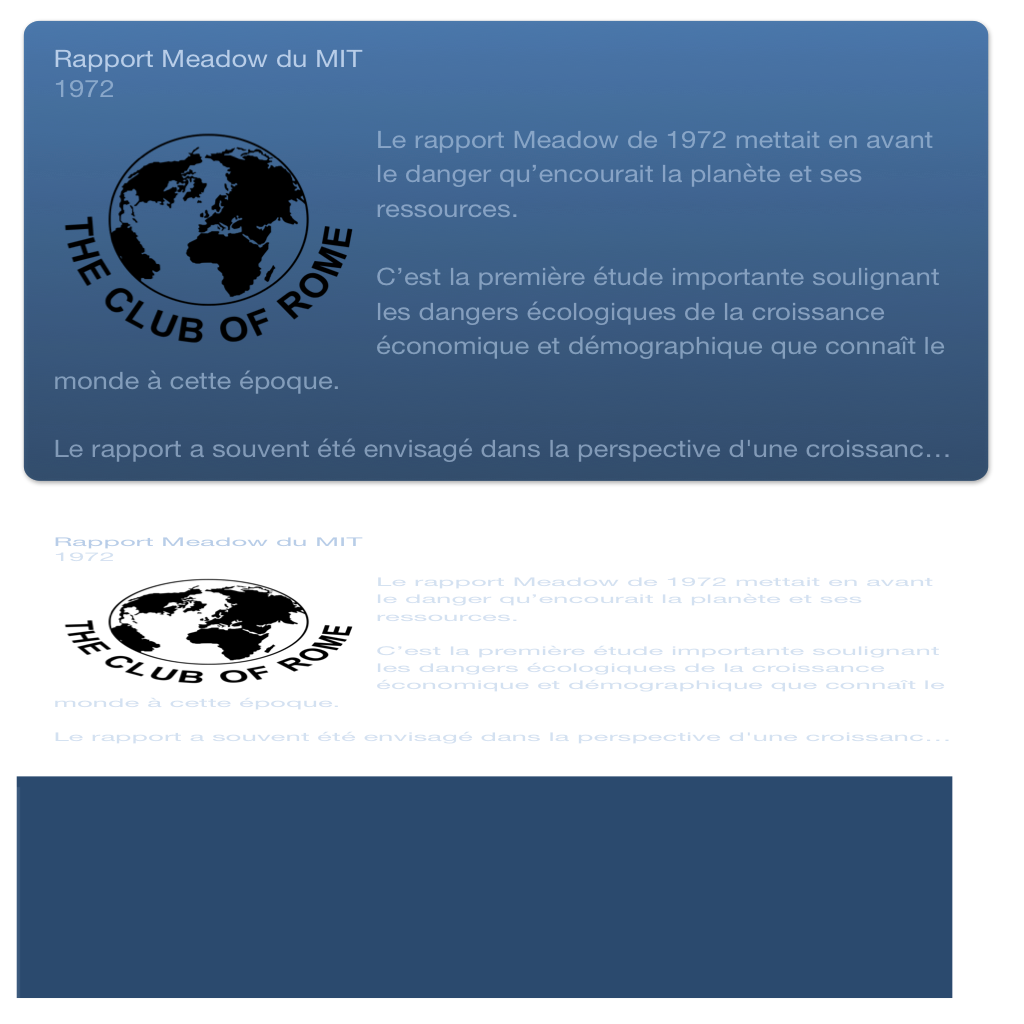 Rapport Meadow du MIT
1972
Le rapport Meadow de 1972 mettait en avant
le danger qu’encourait la planète et ses
ressources.
THE CLUB OF ROME
C’est la première étude importante soulignant
les dangers écologiques de la croissance
économique et démographique que connaît le
monde à cette époque.
Le rapport a souvent été envisagé dans la perspective d'une croissanc…
Rapport Meadow du MIT
1972
Le rapport Meadow de 1972 mettait en avant
le danger qu’encourait la planète et ses
ressources.
THE CLUB OF ROME
C’est la première étude importante soulignant
les dangers écologiques de la croissance
économique et démographique que connaît le
monde à cette époque.
Le rapport a souvent été envisagé dans la perspective d'une croissanc…